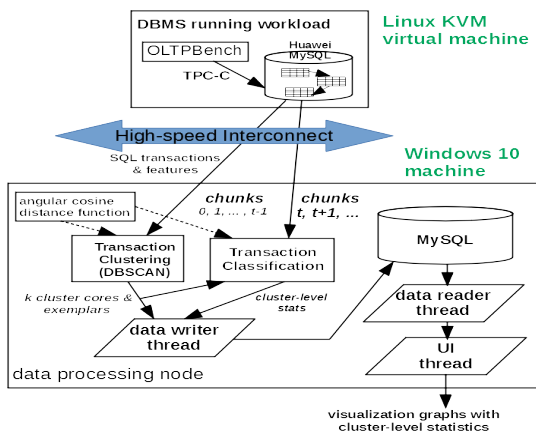 DBMS running workload
Linux KVM
virtual machine
OLTPBench
Huawei
MySQL
TPC-C
High-speed Interconnect
SQL transactions
& features
Windows 10
machine
angular cosine
distance function
chunks
0, 1, ... , t-1
chunks
t, t+1, ...
MySQL
Transaction
Clustering
(DBSCAN)
Transaction
Classification
k cluster cores &
exemplars
cluster-level
stats
data reader
thread
data writer
thread
UI
thread
data processing node
visualization graphs with
cluster-level statistics